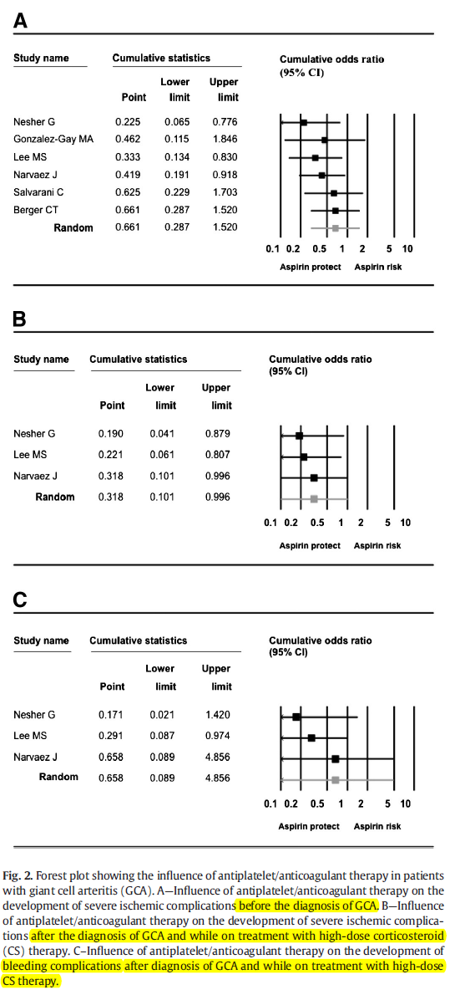 A
Study name Cumulative statistics Cumulative odds ratio
(95% CI)
Lower Upper
Point limit limit
Nesher G 0.225 0.065 0.776
Gonzalez-Gay MA 0.462 0.115 1.846
Lee MS 0.333 0.134 0.830
Narvaez J 0.419 0.191 0.918
Salvarani C 0.625 0.229 1.703
Berger CT 0.661 0.287 1.520
Random 0.661 0.287 1.520
0.1 0.2 0.5 1 2 5 10
Aspirin protect Aspirin risk
B
Study name Cumulative statistics Cumulative odds ratio
(95% CI)
Lower Upper
Point limit limit
Nesher G 0.190 0.041 0.879
Lee MS 0.221 0.061 0.807
Narvaez J 0.318 0.101 0.996
Random 0.318 0.101 0.996
0.1 0.2 0.5 1 2 5 10
Aspirin protect Aspirin risk
C
Study name Cumulative statistics Cumulative odds ratio
(95% CI)
Lower Upper
Point limit limit
Nesher G 0.171 0.021 1.420
Lee MS 0.291 0.087 0.974
Narvaez J 0.658 0.089 4.856
Random 0.658 0.089 4.856
0.1 0.2 0.5 1 2 5 10
Aspirin protect Aspirin risk
Fig. 2. Forest plot showing the influence of antiplatelet/anticoagulant therapy in patients
with giant cell arteritis (GCA). A—Influence of antiplatelet/anticoagulant therapy on the
development of severe ischemic complications before the diagnosis of GCA. B—Influence
of antiplatelet/anticoagulant therapy on the development of severe ischemic complica-
tions after the diagnosis of GCA and while on treatment with high-dose corticosteroid
(CS) therapy. C–Influence of antiplatelet/anticoagulant therapy on the development of
bleeding complications after diagnosis of GCA and while on treatment with high-dose
CS therapy.